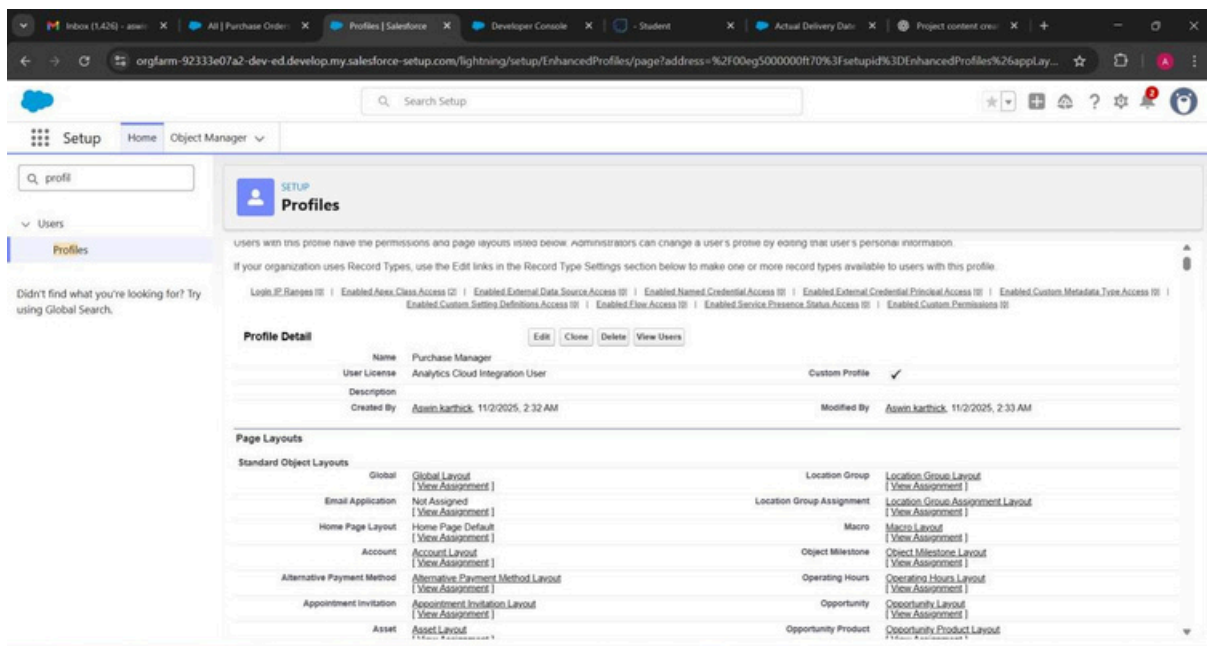 Inbox (1,426) - aswin
All | Purchase Order
Profiles | Salesforce
Developer Console
- Student
Actual Delivery Date
Project content crea
orgfarm-92333e07a2-dev-ed.develop.my.salesforce-setup.com/lightning/setup/EnhancedProfiles/page?address=%2F00eg5000000ft70%3Fsetupid%3DEnhancedProfiles%26appLay...
A
Search Setup
2
Setup
Home
Object Manager
profil
Users
Profiles
Didn't find what you're looking for? Try
using Global Search.
SETUP
Profiles
Users with this profile have the permissions and page layouts listed below. Administrators can change a user's profile by editing that user's personal information.
If your organization uses Record Types, use the Edit links in the Record Type Settings section below to make one or more record types available to users with this profile.
Login IP Ranges [0] | Enabled Apex Class Access [2] | Enabled External Data Source Access [0] | Enabled Named Credential Access [0] | Enabled External Credential Principal Access [0] | Enabled Custom Metadata Type Access [0] |
Enabled Custom Setting Definitions Access [0] | Enabled Flow Access [0] | Enabled Service Presence Status Access [0] | Enabled Custom Permissions [0]
Profile Detail Edit Clone Delete View Users
Name Purchase Manager
User License Analytics Cloud Integration User Custom Profile ✓
Description
Created By Aswin karthick, 11/2/2025, 2:32 AM Modified By Aswin karthick, 11/2/2025, 2:33 AM
Page Layouts
Standard Object Layouts
Global Global Layout Location Group Location Group Layout
[ View Assignment ] [ View Assignment ]
Email Application Not Assigned Location Group Assignment Location Group Assignment Layout
[ View Assignment ] [ View Assignment ]
Home Page Layout Home Page Default Macro Macro Layout
[ View Assignment ] [ View Assignment ]
Account Account Layout Object Milestone Object Milestone Layout
[ View Assignment ] [ View Assignment ]
Alternative Payment Method Alternative Payment Method Layout Operating Hours Operating Hours Layout
[ View Assignment ] [ View Assignment ]
Appointment Invitation Appointment Invitation Layout Opportunity Opportunity Layout
[ View Assignment ] [ View Assignment ]
Asset Asset Layout Opportunity Product Opportunity Product Layout